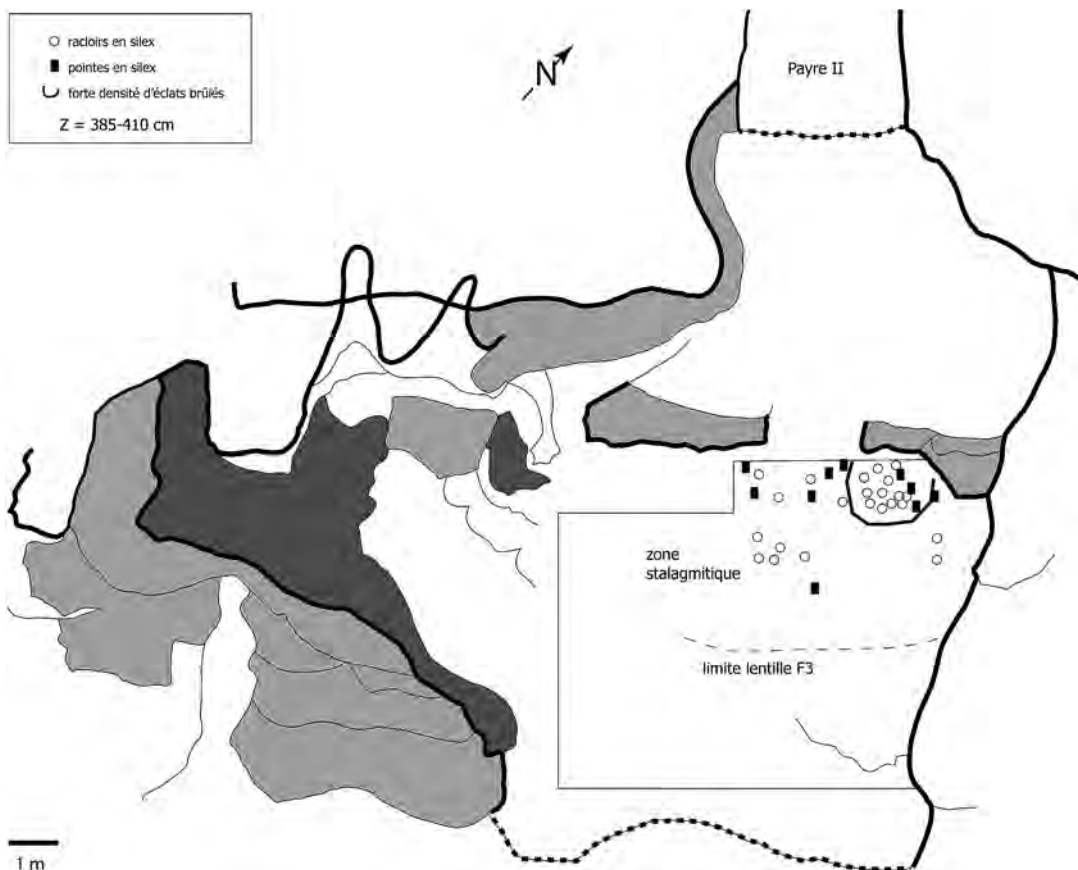 racloirs en silex
pointes en silex
forte densité d'éclats brûlés
Z = 385-410 cm
N
Payre II
zone
stalagmitique
limite lentille F3
1 m